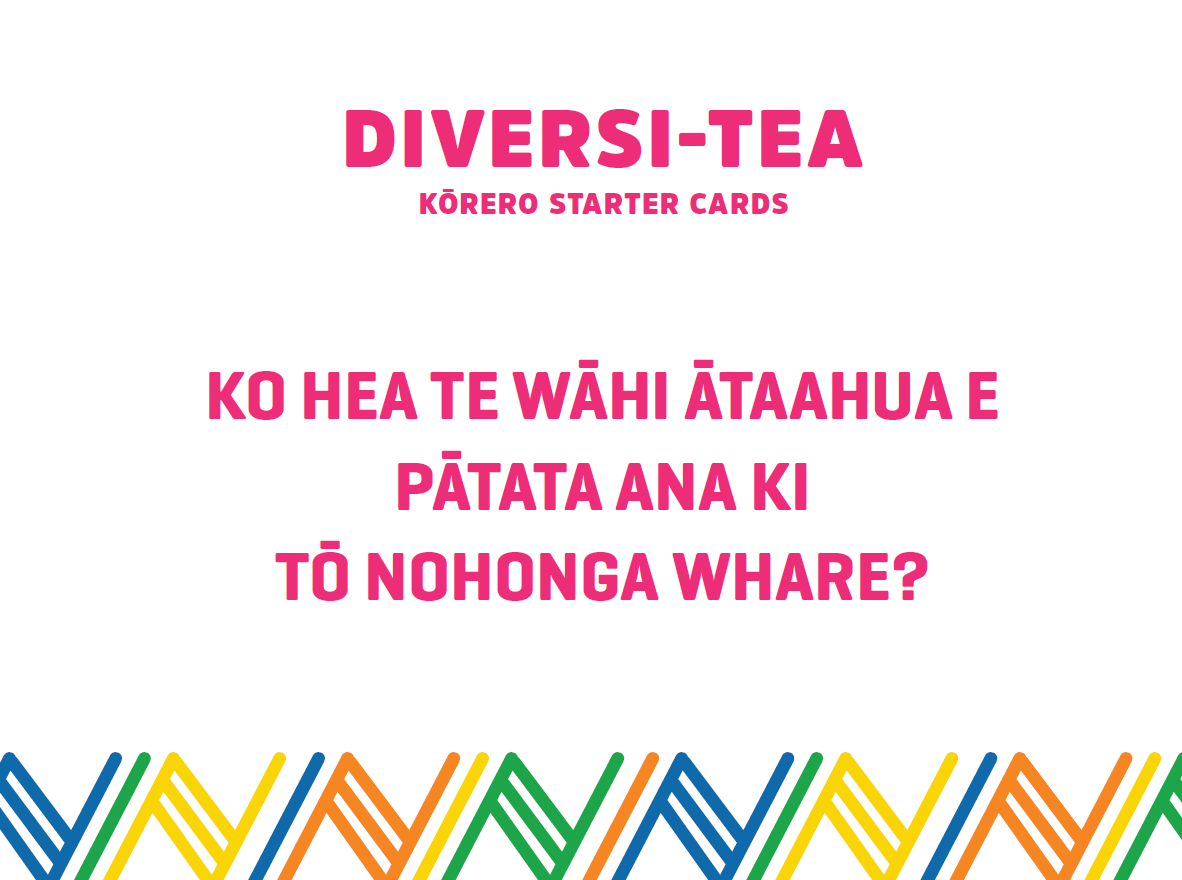 DIVERSI-TEA
KŌRERO STARTER CARDS
KO HEA TE WĀHI ĀTAAHUA E
PĀTATA ANA KI
TŌ NOHONGA WHARE?